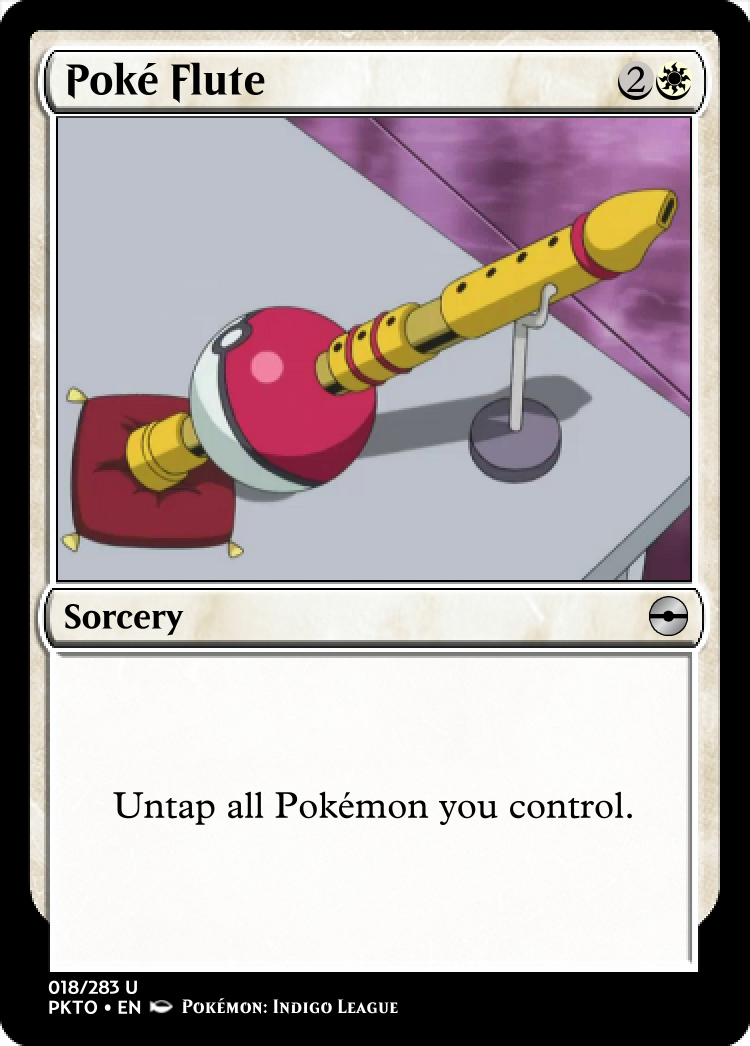 Poké Flute 2
Sorcery
Untap all Pokémon you control.
018/283 U
PKTO • EN Pokémon: Indigo League